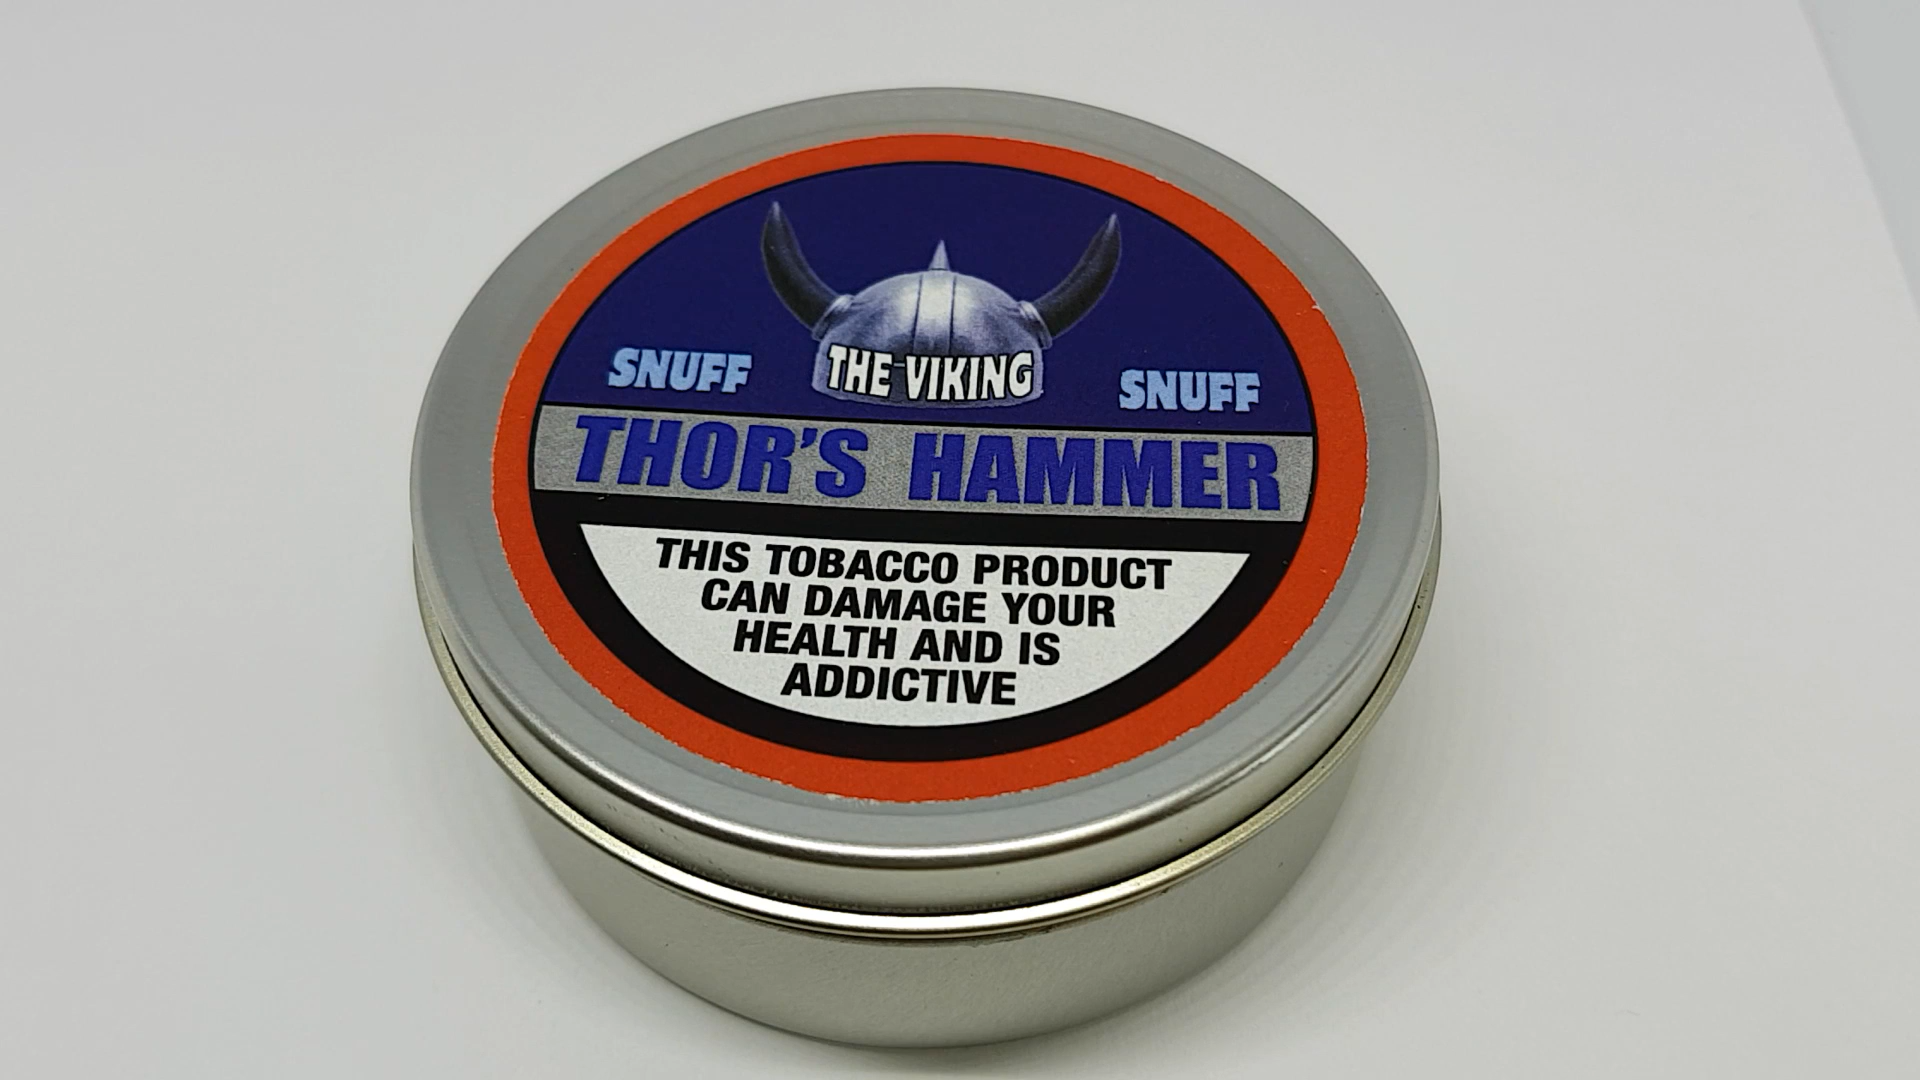 SNUFF
THE VIKING
SNUFF
THOR'S HAMMER
THIS TOBACCO PRODUCT
CAN DAMAGE YOUR
HEALTH AND IS
ADDICTIVE